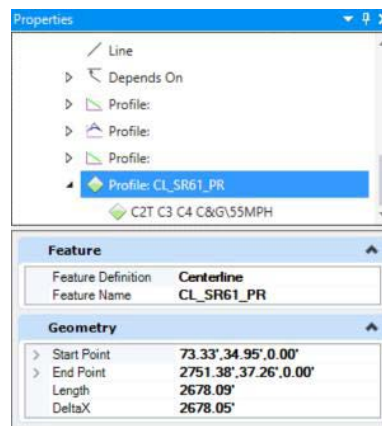 Properties
Line
Depends On
Profile:
Profile:
Profile:
Profile: CL_SR61_PR
C2T C3 C4 C&G\55MPH
Feature
Feature Definition Centerline
Feature Name CL_SR61_PR
Geometry
Start Point 73.33',34.95',0.00'
End Point 2751.38',37.26',0.00'
Length 2678.09'
DeltaX 2678.05'